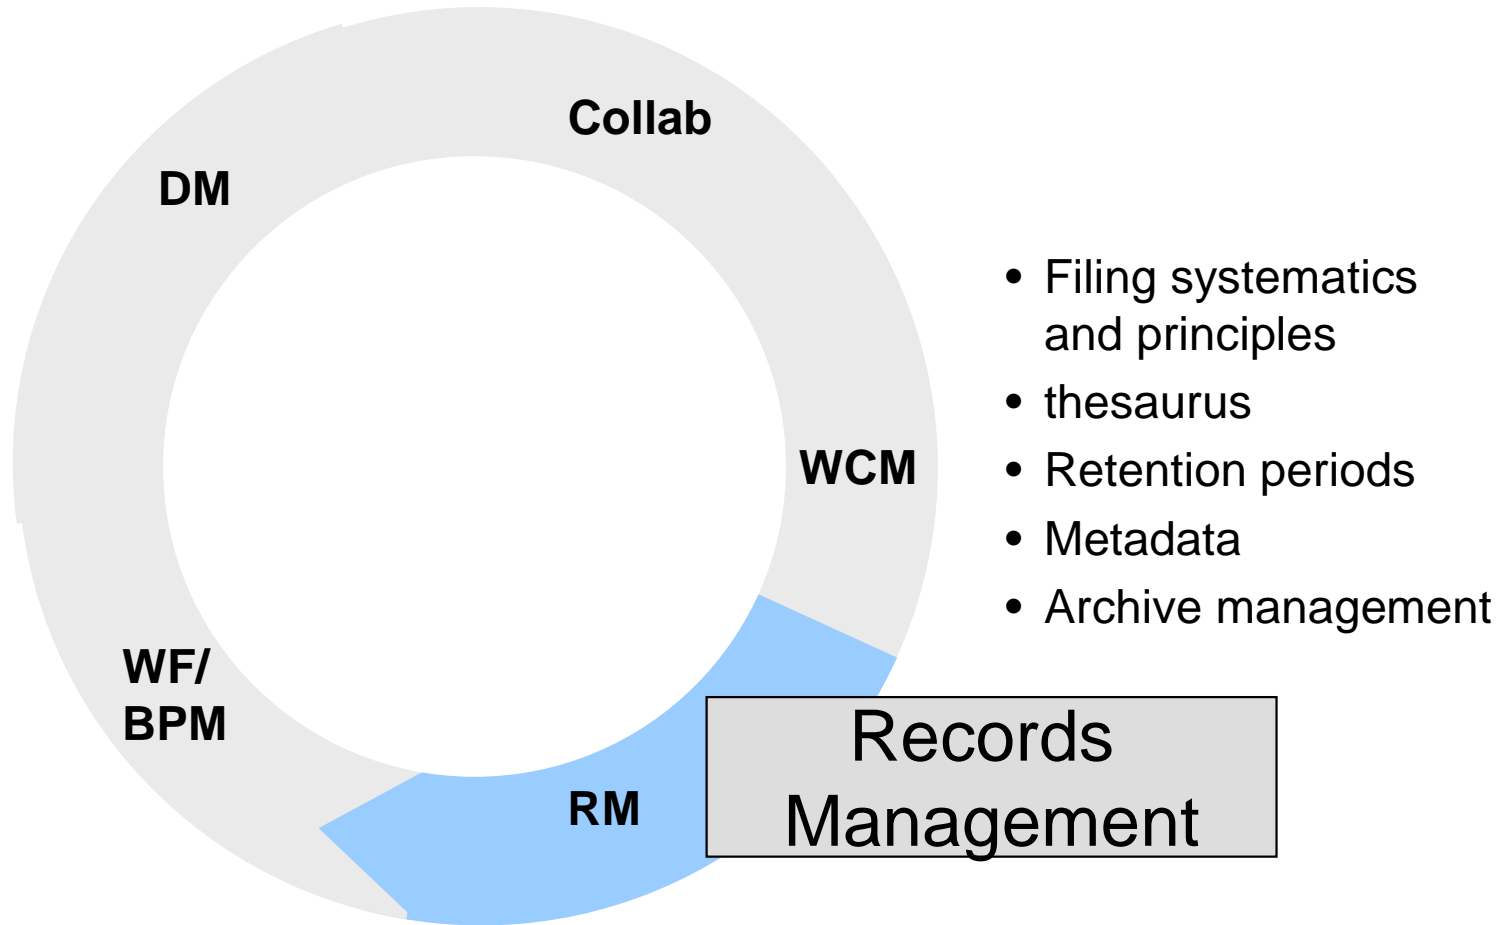 Collab
DM
• Filing systematics
and principles
• thesaurus
WCM
• Retention periods
• Metadata
• Archive management
WF/
BPM
Records
Management
RM